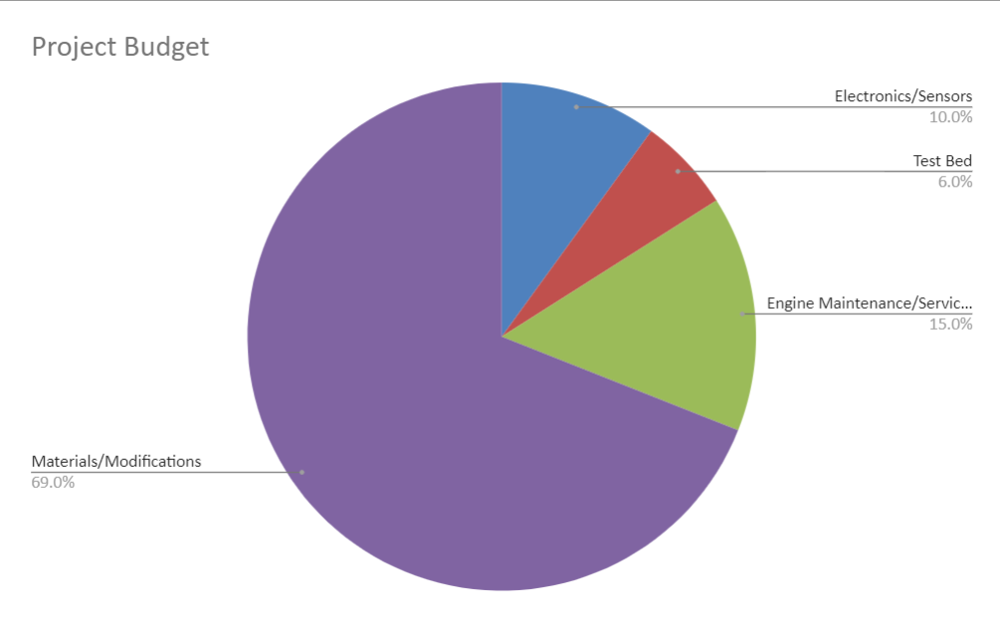 Project Budget
Electronics/Sensors
10.0%
Test Bed
6.0%
Engine Maintenance/Servic...
15.0%
Materials/Modifications
69.0%